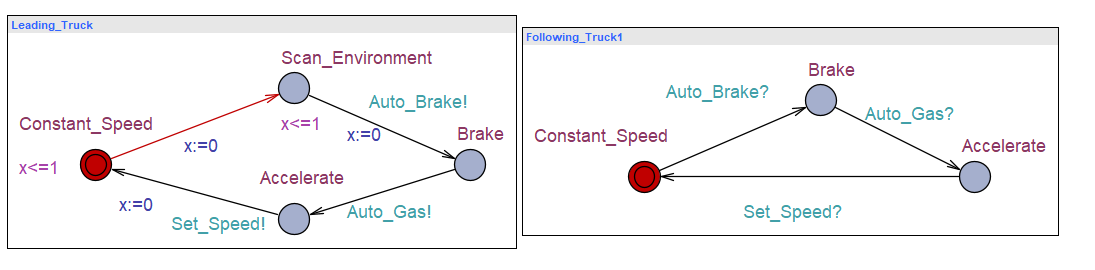 Leading_Truck
Scan_Environment
Auto_Brake!
x<=1
x:=0
Constant_Speed
x:=0
Brake
x<=1
Accelerate
x:=0
Set_Speed!
Auto_Gas!
Following_Truck1
Brake
Auto_Brake?
Auto_Gas?
Constant_Speed
Accelerate
Set_Speed?